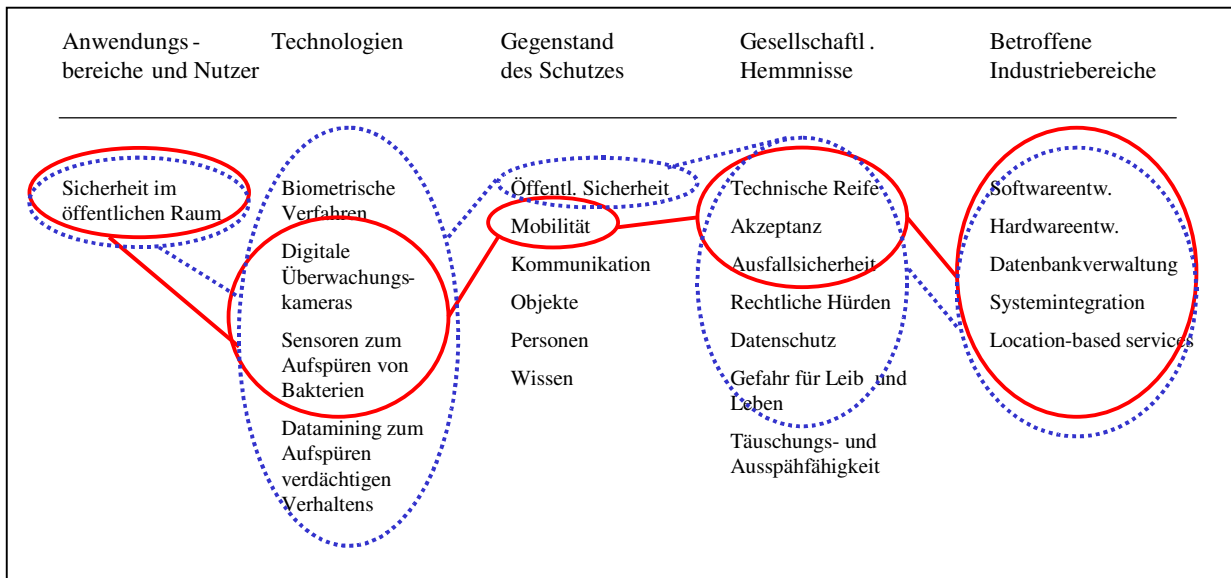 Anwendungs -
bereiche und Nutzer
Technologien
Gegenstand
des Schutzes
Gesellschaftl .
Hemmnisse
Betroffene
Industriebereiche
Sicherheit im
öffentlichen Raum
Biometrische
Verfahren
Digitale
Überwachungs-
kameras
Sensoren zum
Aufspüren von
Bakterien
Datamining zum
Aufspüren
verdächtigen
Verhaltens
Öffentl. Sicherheit
Mobilität
Kommunikation
Objekte
Personen
Wissen
Technische Reife
Akzeptanz
Ausfallsicherheit
Rechtliche Hürden
Datenschutz
Gefahr für Leib und
Leben
Täuschungs- und
Ausspähfähigkeit
Softwareentw.
Hardwareentw.
Datenbankverwaltung
Systemintegration
Location-based services